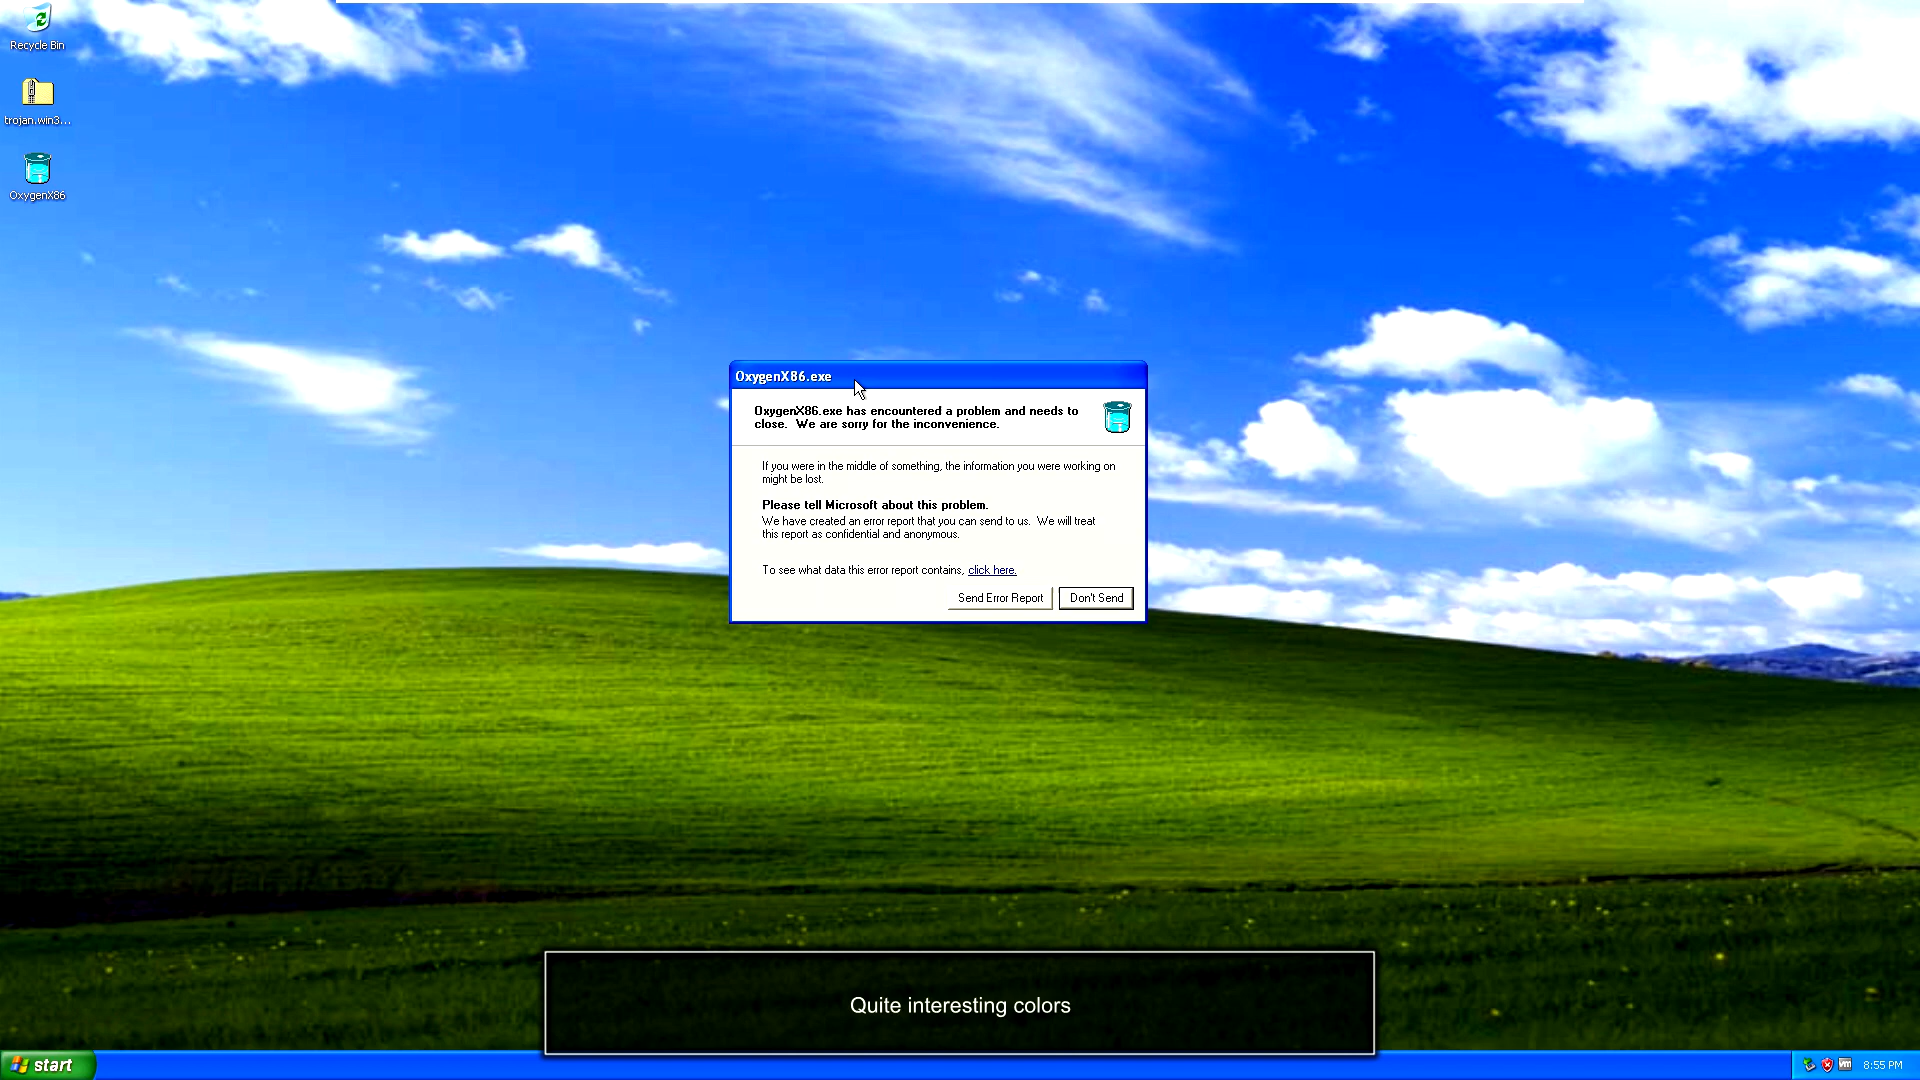 Recycle Bin
trojan.win3...
OxygenX86
OxygenX86.exe
OxygenX86.exe has encountered a problem and needs to
close. We are sorry for the inconvenience.
If you were in the middle of something, the information you were working on
might be lost.
Please tell Microsoft about this problem.
We have created an error report that you can send to us. We will treat
this report as confidential and anonymous.
To see what data this error report contains, click here.
Send Error Report
Don't Send
Quite interesting colors
start
vm
8:55 PM